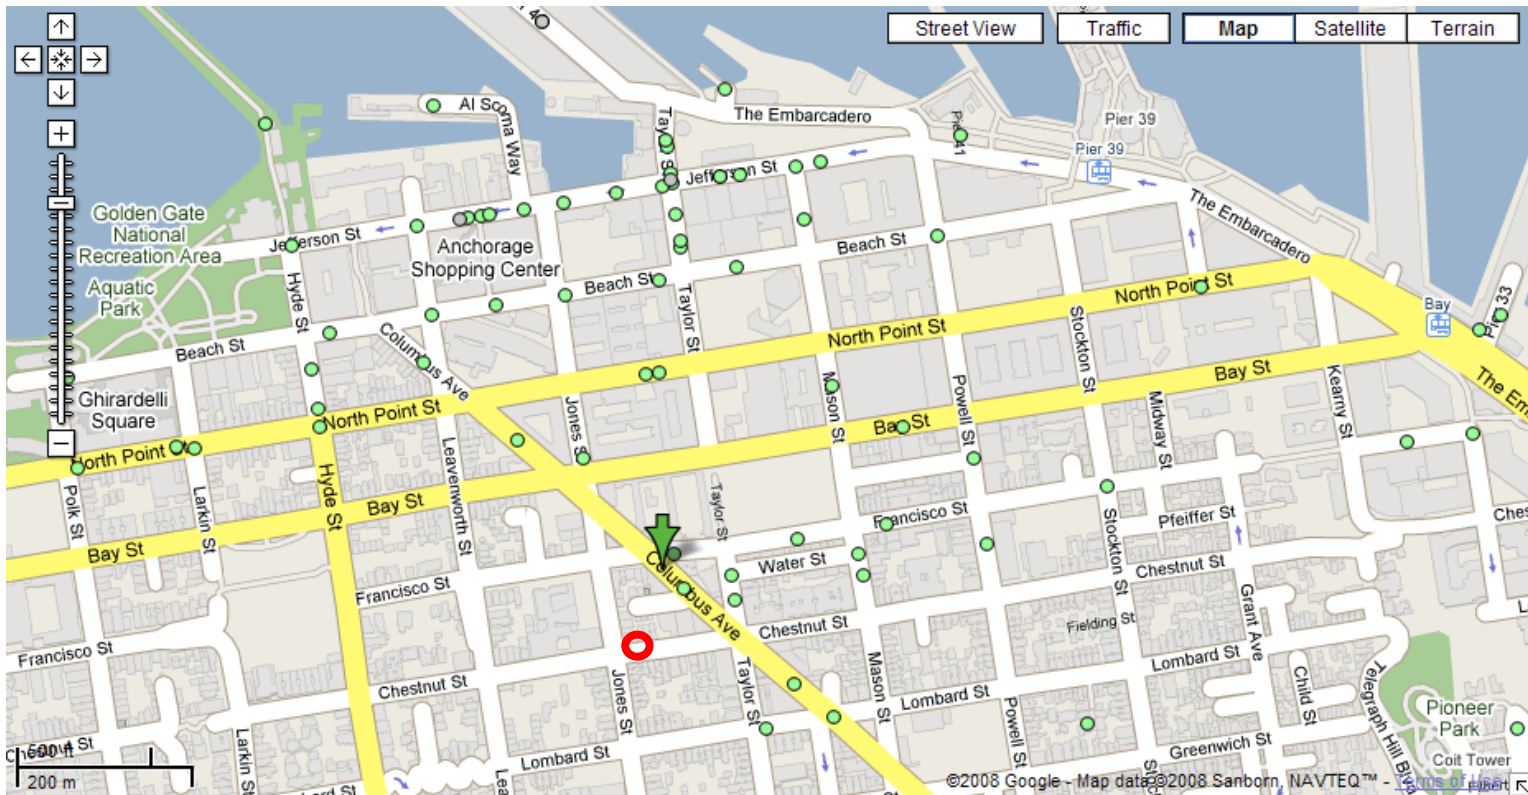 Street View
Traffic
Map
Satellite
Terrain
Al Scoma Way
The Embarcadero
Pier 39
Pier 39
Jefferson St
The Embarcadero
Golden Gate
National
Recreation Area
Jefferson St
Anchorage
Shopping Center
Beach St
Aquatic
Park
Hyde St
Beach St
Taylor St
North Point St
Stockton St
Bay
Pier 33
North Point St
Beach St
Columbus Ave
Bay St
Kearny St
The Em
Ghirardelli
Square
North Point St
Jones St
Mason St
Powell St
Midway St
Bay St
North Point St
Leavenworth St
Hyde St
Polk St
Larkin St
Bay St
Taylor St
Francisco St
Stockton St
Pfeiffer St
Ches
Bay St
Columbus Ave
Water St
Chestnut St
Francisco St
Grant Ave
Chestnut St
Fielding St
Francisco St
Chestnut St
Jones St
Taylor St
Mason St
Lombard St
Powell St
Lombard St
Child St
Telegraph Hill Blvd
Pioneer
Park
Larkin St
Lombard St
Greenwich St
Coit Tower
500 ft
200 m
©2008 Google - Map data ©2008 Sanborn, NAVTEQ™ - Terms of Use